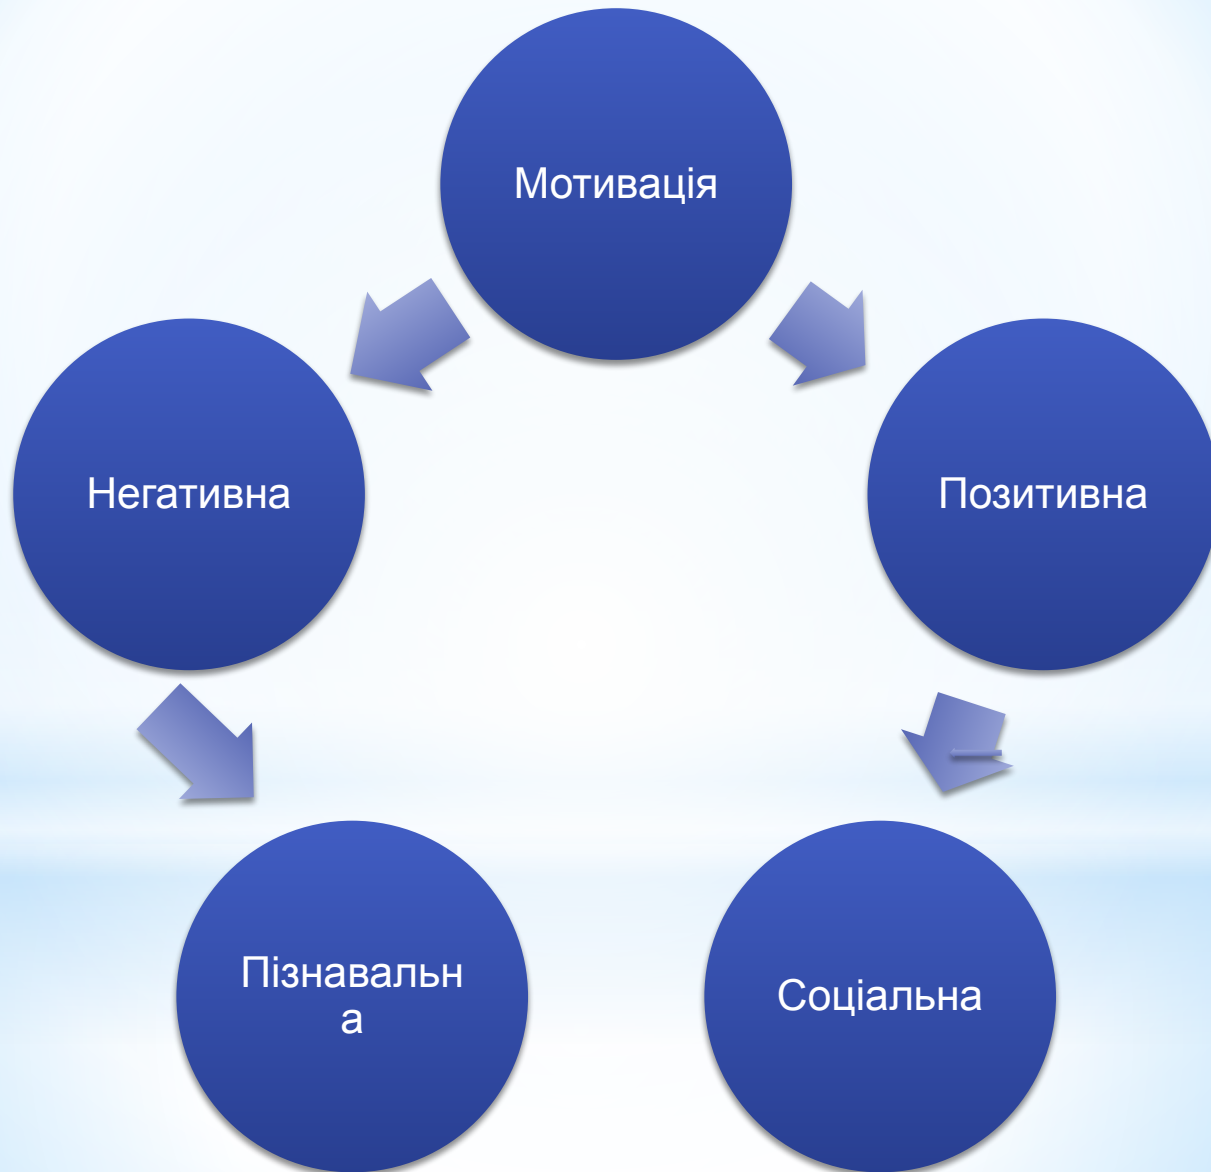 Мотивація
Негативна
Позитивна
Пізнавальн
а
Соціальна